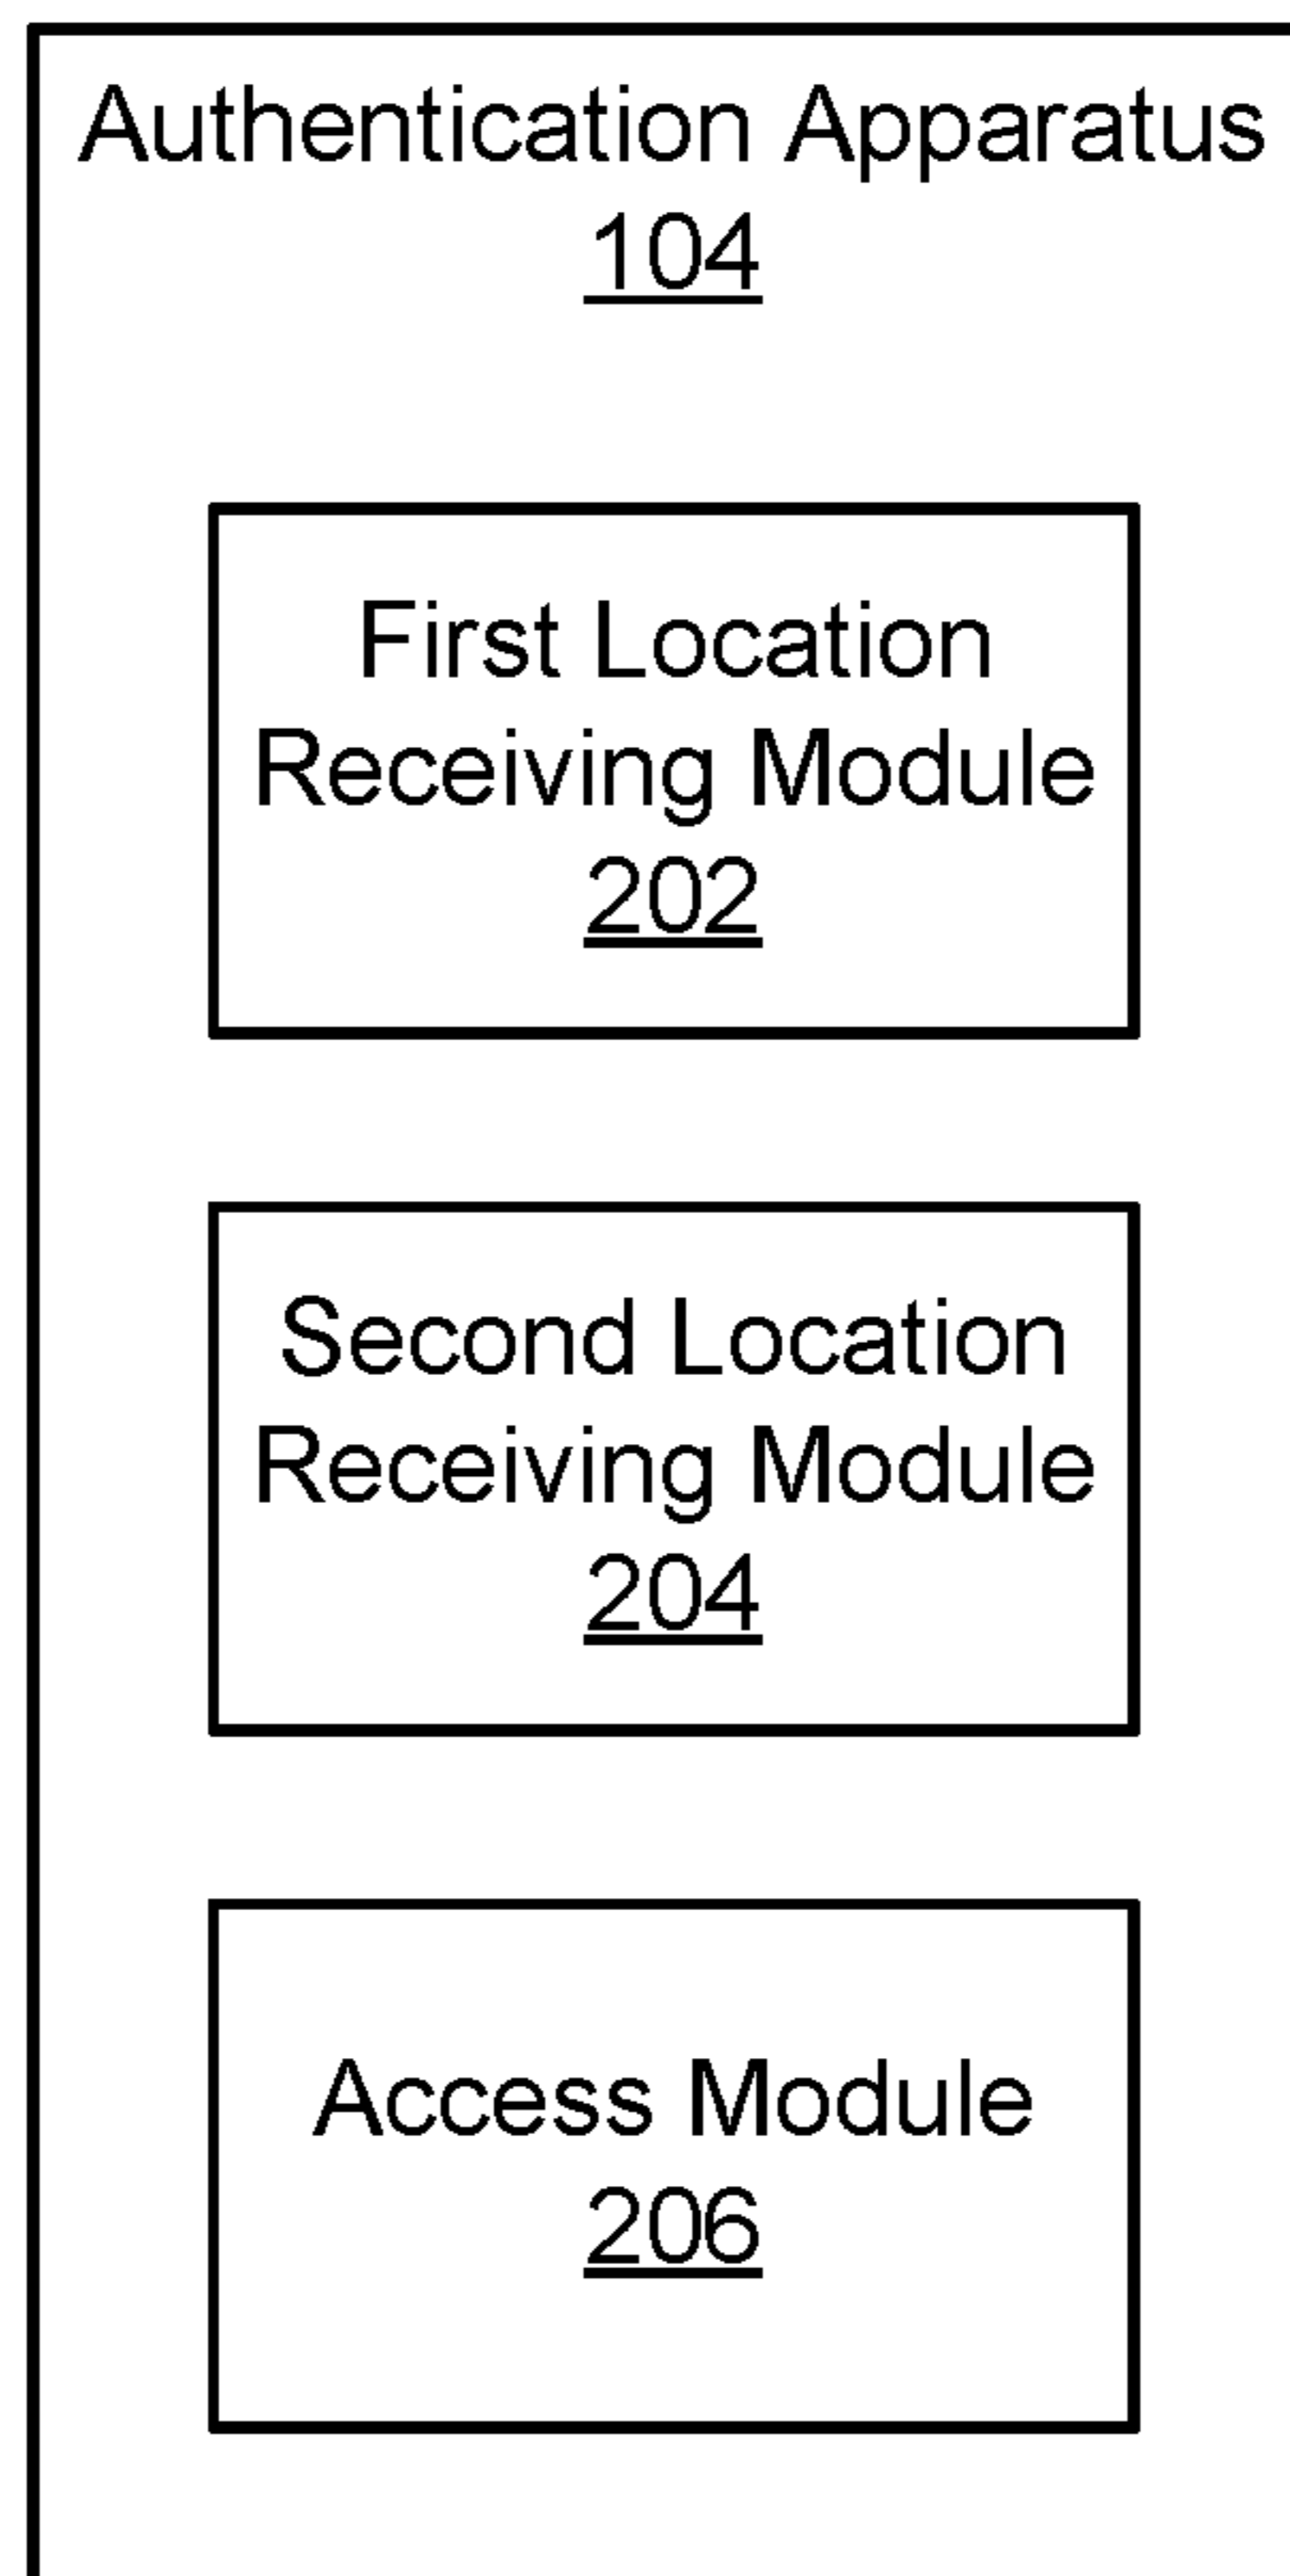 Authentication Apparatus
104
First Location
Receiving Module
202
Second Location
Receiving Module
204
Access Module
206